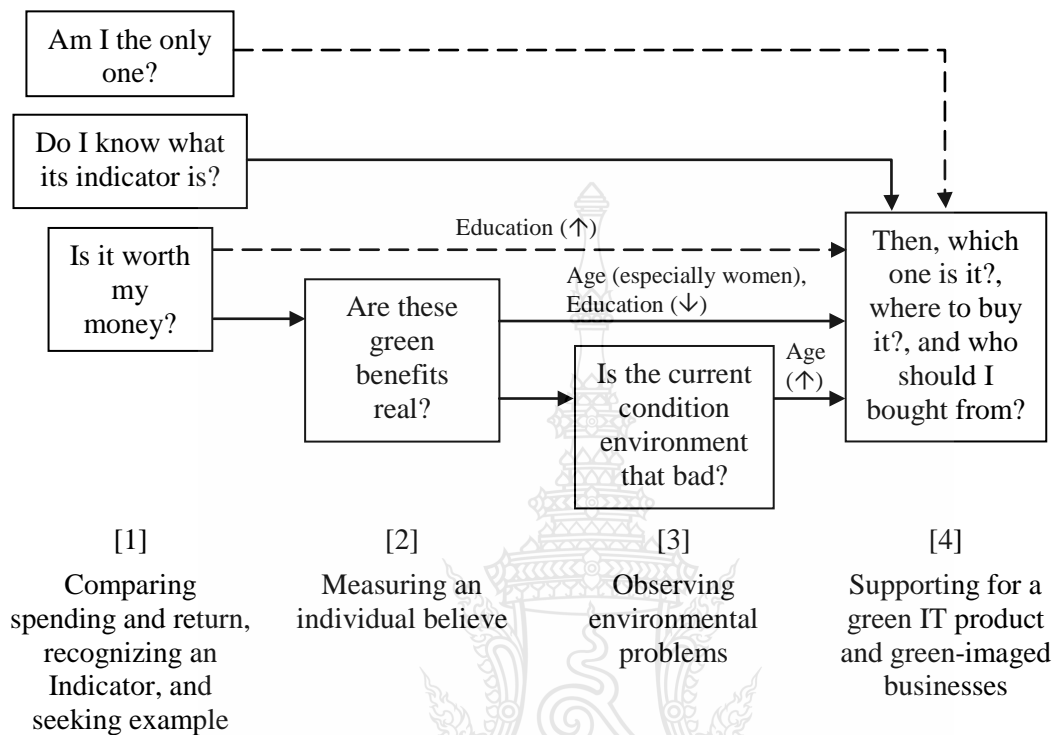 Am I the only
one?
Do I know what
its indicator is?
Is it worth
my
money?
Education (↑)
Are these
green
benefits
real?
Age (especially women),
Education (↓)
Is the current
condition
environment
that bad?
Age
(↑)
Then, which
one is it?,
where to buy
it?, and who
should I
bought from?
[1]
Comparing
spending and return,
recognizing an
Indicator, and
seeking example
[2]
Measuring an
individual believe
[3]
Observing
environmental
problems
[4]
Supporting for a
green IT product
and green-imaged
businesses